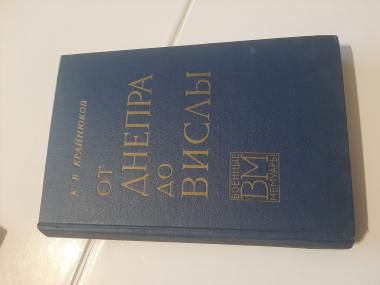 К. В. КРАЙНЮКОВ
ОТ
ДНЕПРА
ДО
ВИСЛЫ
ВОЕННЫЕ
ВМ
МЕМУАРЫ